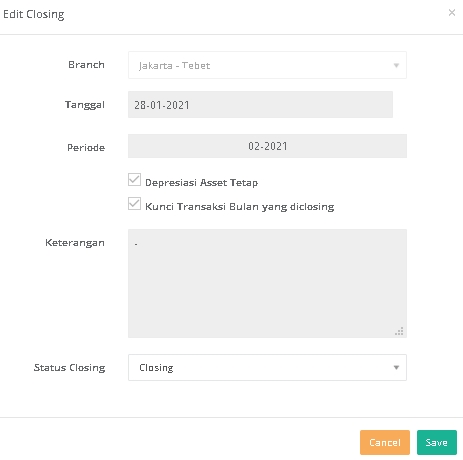 Edit Closing ×
Branch Jakarta - Tebet
Tanggal 28-01-2021
Periode 02-2021
Depresiasi Asset Tetap
Kunci Transaksi Bulan yang diclosing
Keterangan -
Status Closing Closing
Cancel Save